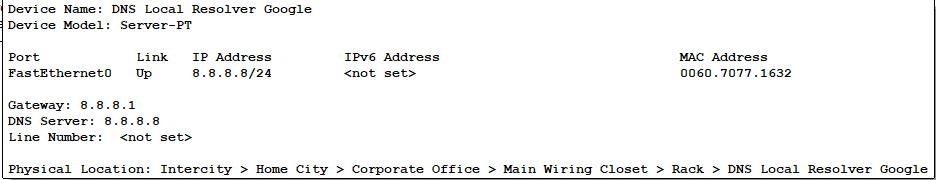 Device Name: DNS Local Resolver Google
Device Model: Server-PT
Port Link IP Address IPv6 Address MAC Address
FastEthernet0 Up 8.8.8.8/24 <not set> 0060.7077.1632
Gateway: 8.8.8.1
DNS Server: 8.8.8.8
Line Number: <not set>
Physical Location: Intercity > Home City > Corporate Office > Main Wiring Closet > Rack > DNS Local Resolver Google